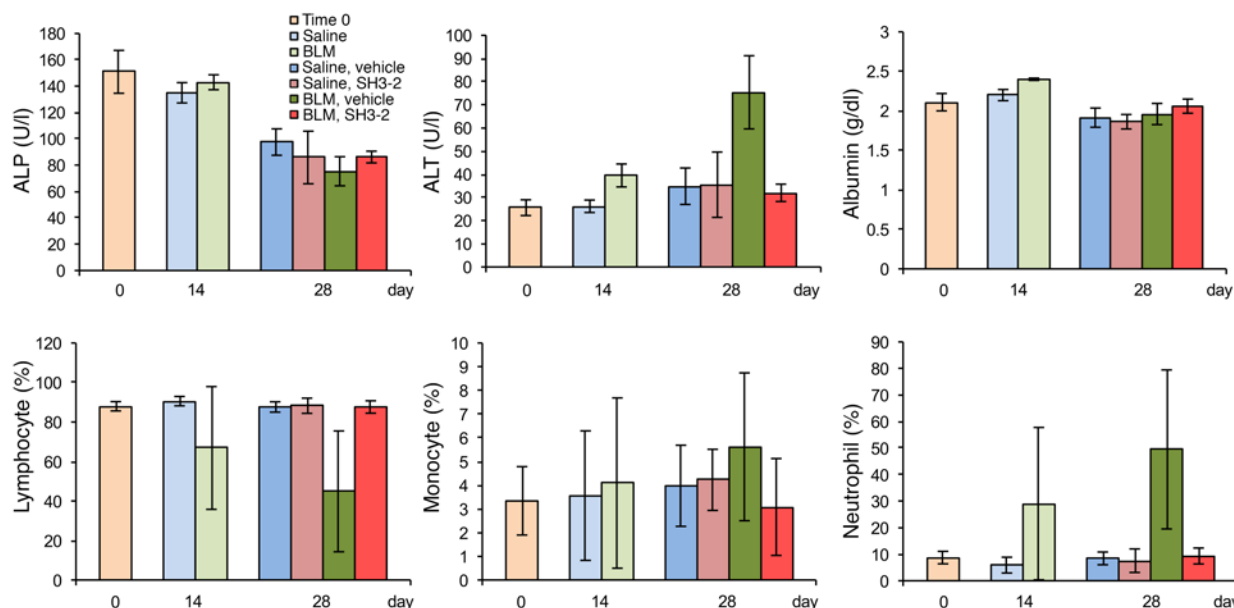 Time 0
Saline
BLM
Saline, vehicle
Saline, SH3-2
BLM, vehicle
BLM, SH3-2
ALP (U/l)
180
160
140
120
100
80
60
40
20
0
0 14 28 day
ALT (U/l)
100
90
80
70
60
50
40
30
20
10
0
0 14 28 day
Albumin (g/dl)
3
2.5
2
1.5
1
0.5
0
0 14 28 day
Lymphocyte (%)
120
100
80
60
40
20
0
0 14 28 day
Monocyte (%)
10
9
8
7
6
5
4
3
2
1
0
0 14 28 day
Neutrophil (%)
90
80
70
60
50
40
30
20
10
0
0 14 28 day